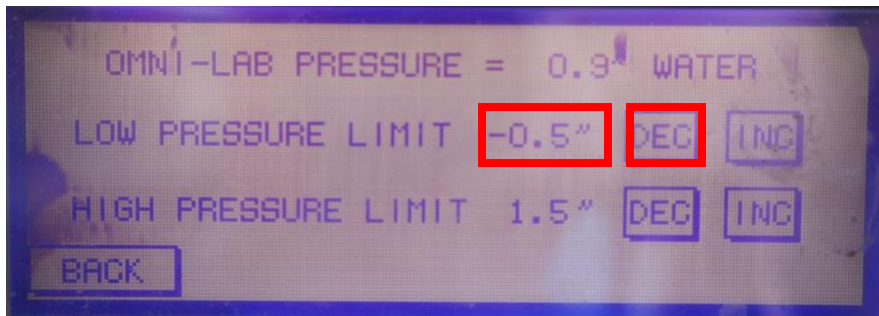 OMNI-LAB PRESSURE = 0.9" WATER
LOW PRESSURE LIMIT -0.5" DEC INC
HIGH PRESSURE LIMIT 1.5" DEC INC
BACK